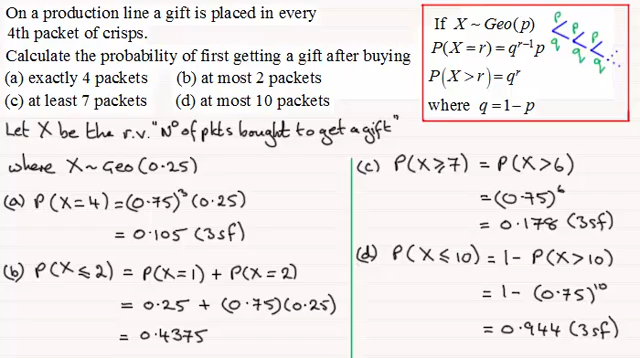 On a production line a gift is placed in every
4th packet of crisps.
Calculate the probability of first getting a gift after buying
(a) exactly 4 packets (b) at most 2 packets
(c) at least 7 packets (d) at most 10 packets
If X ~ Geo(p)
P(X = r) = qʳ⁻¹p
P(X > r) = qʳ
where q = 1 − p
p
q
p
q
p
q
Let X be the r.v. "Nº of pkts bought to get a gift"
where X ~ Geo(0.25)
(a) P(X=4) = (0.75)³(0.25)
= 0.105 (3sf)
(b) P(X ≤ 2) = P(X=1) + P(X=2)
= 0.25 + (0.75)(0.25)
= 0.4375
(c) P(X ≥ 7) = P(X > 6)
= (0.75)⁶
= 0.178 (3sf)
(d) P(X ≤ 10) = 1 − P(X > 10)
= 1 − (0.75)¹⁰
= 0.944 (3sf)